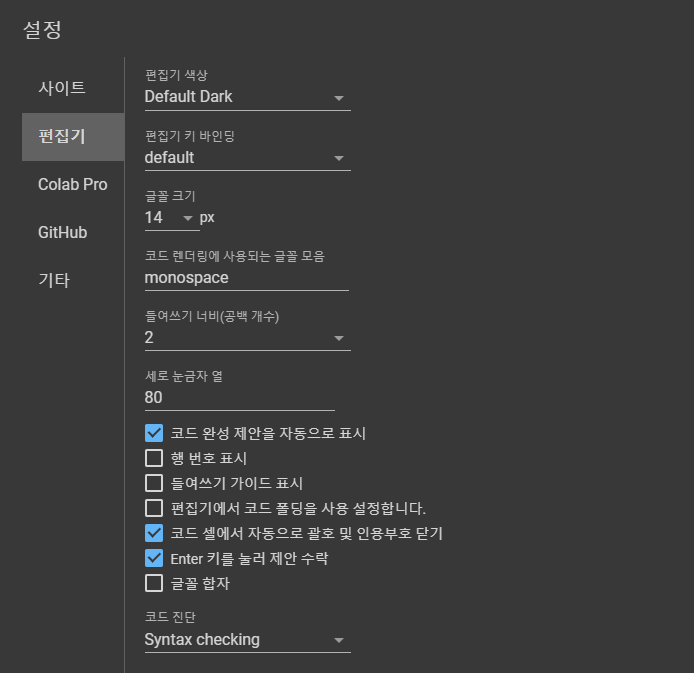 설정
사이트
편집기
Colab Pro
GitHub
기타
편집기 색상
Default Dark
편집기 키 바인딩
default
글꼴 크기
14 px
코드 렌더링에 사용되는 글꼴 모음
monospace
들여쓰기 너비(공백 개수)
2
세로 눈금자 열
80
코드 완성 제안을 자동으로 표시
행 번호 표시
들여쓰기 가이드 표시
편집기에서 코드 폴딩을 사용 설정합니다.
코드 셀에서 자동으로 괄호 및 인용부호 닫기
Enter 키를 눌러 제안 수락
글꼴 합자
코드 진단
Syntax checking